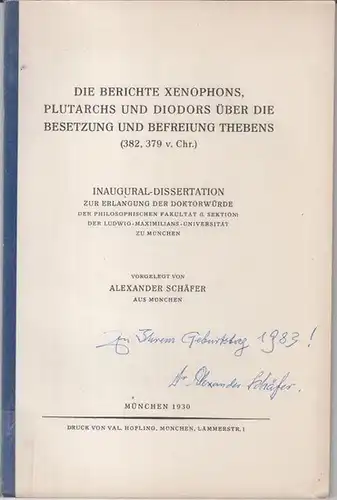 DIE BERICHTE XENOPHONS,
PLUTARCHS UND DIODORS ÜBER DIE
BESETZUNG UND BEFREIUNG THEBENS
(382, 379 v. Chr.)
INAUGURAL-DISSERTATION
ZUR ERLANGUNG DER DOKTORWÜRDE
DER PHILOSOPHISCHEN FAKULTÄT (I. SEKTION)
DER LUDWIG-MAXIMILIANS-UNIVERSITÄT
ZU MÜNCHEN
VORGELEGT VON
ALEXANDER SCHÄFER
AUS MÜNCHEN
Zu Ihrem Geburtstag 1983!
Dr. Alexander Schäfer.
MÜNCHEN 1930
DRUCK VON VAL. HÖFLING, MÜNCHEN, LÄMMERSTR. 1